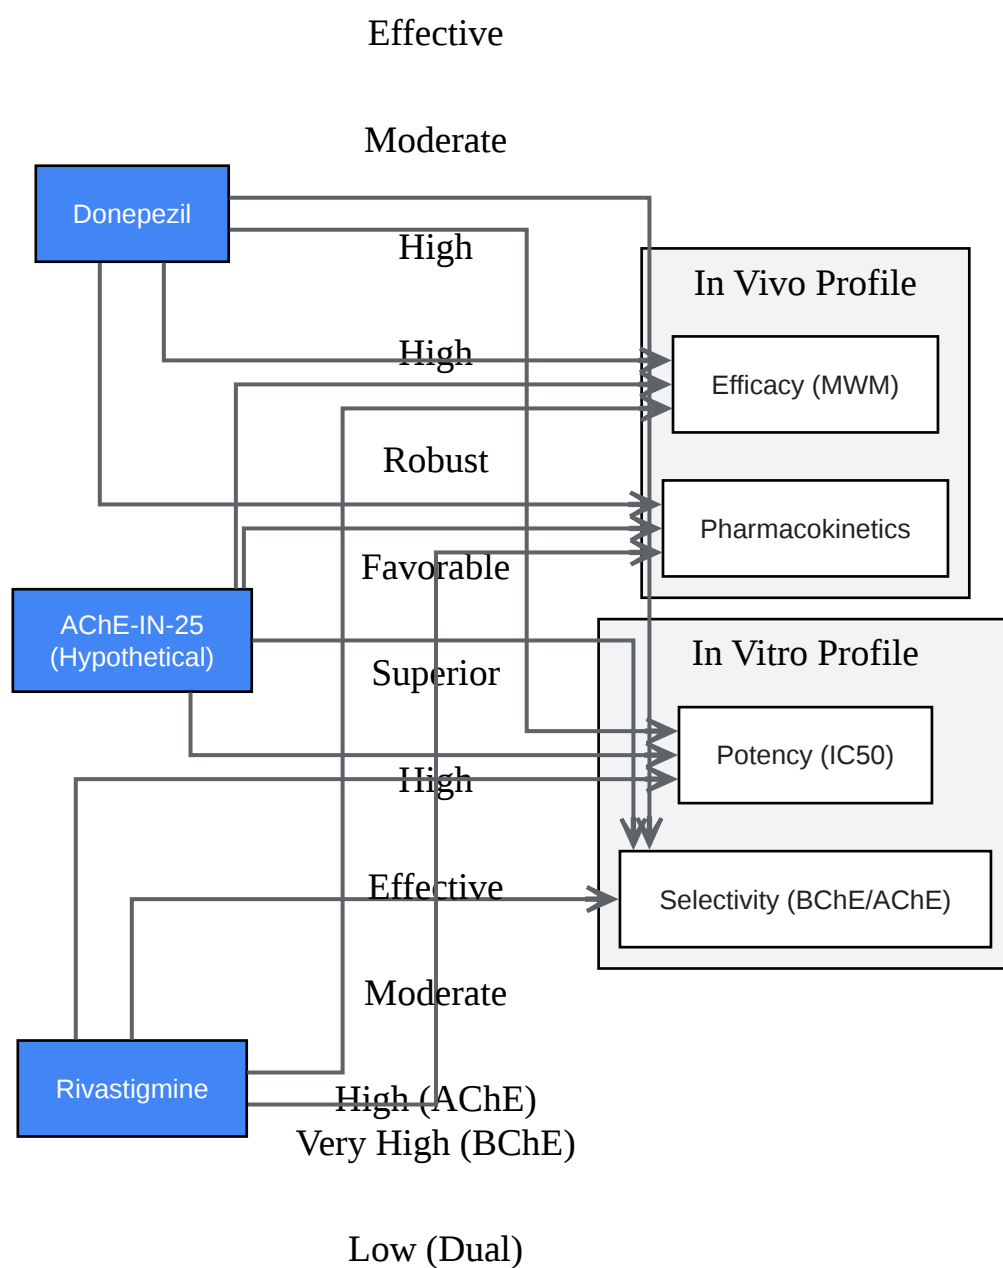 Effective
Moderate
Donepezil
High
In Vivo Profile
High
Efficacy (MWM)
Robust
Pharmacokinetics
Favorable
AChE-IN-25
(Hypothetical)
In Vitro Profile
Superior
Potency (IC50)
High
Effective
Selectivity (BChE/AChE)
Moderate
Rivastigmine
High (AChE)
Very High (BChE)
Low (Dual)